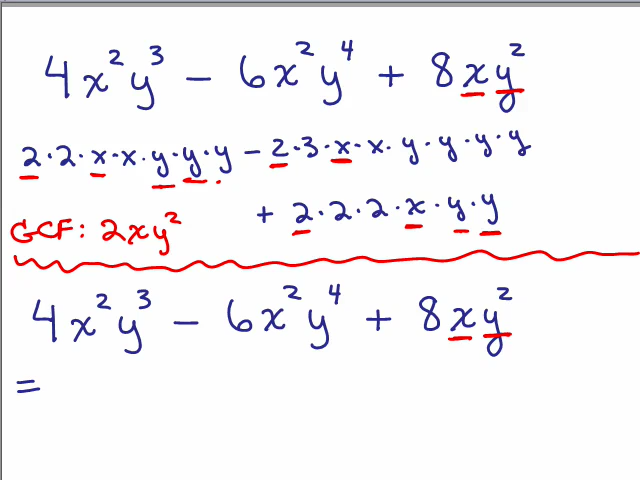 4x²y³ − 6x²y⁴ + 8xy²
2·2·x·x·y·y·y − 2·3·x·x·y·y·y·y
+ 2·2·2·x·y·y
GCF: 2xy²
4x²y³ − 6x²y⁴ + 8xy²
=